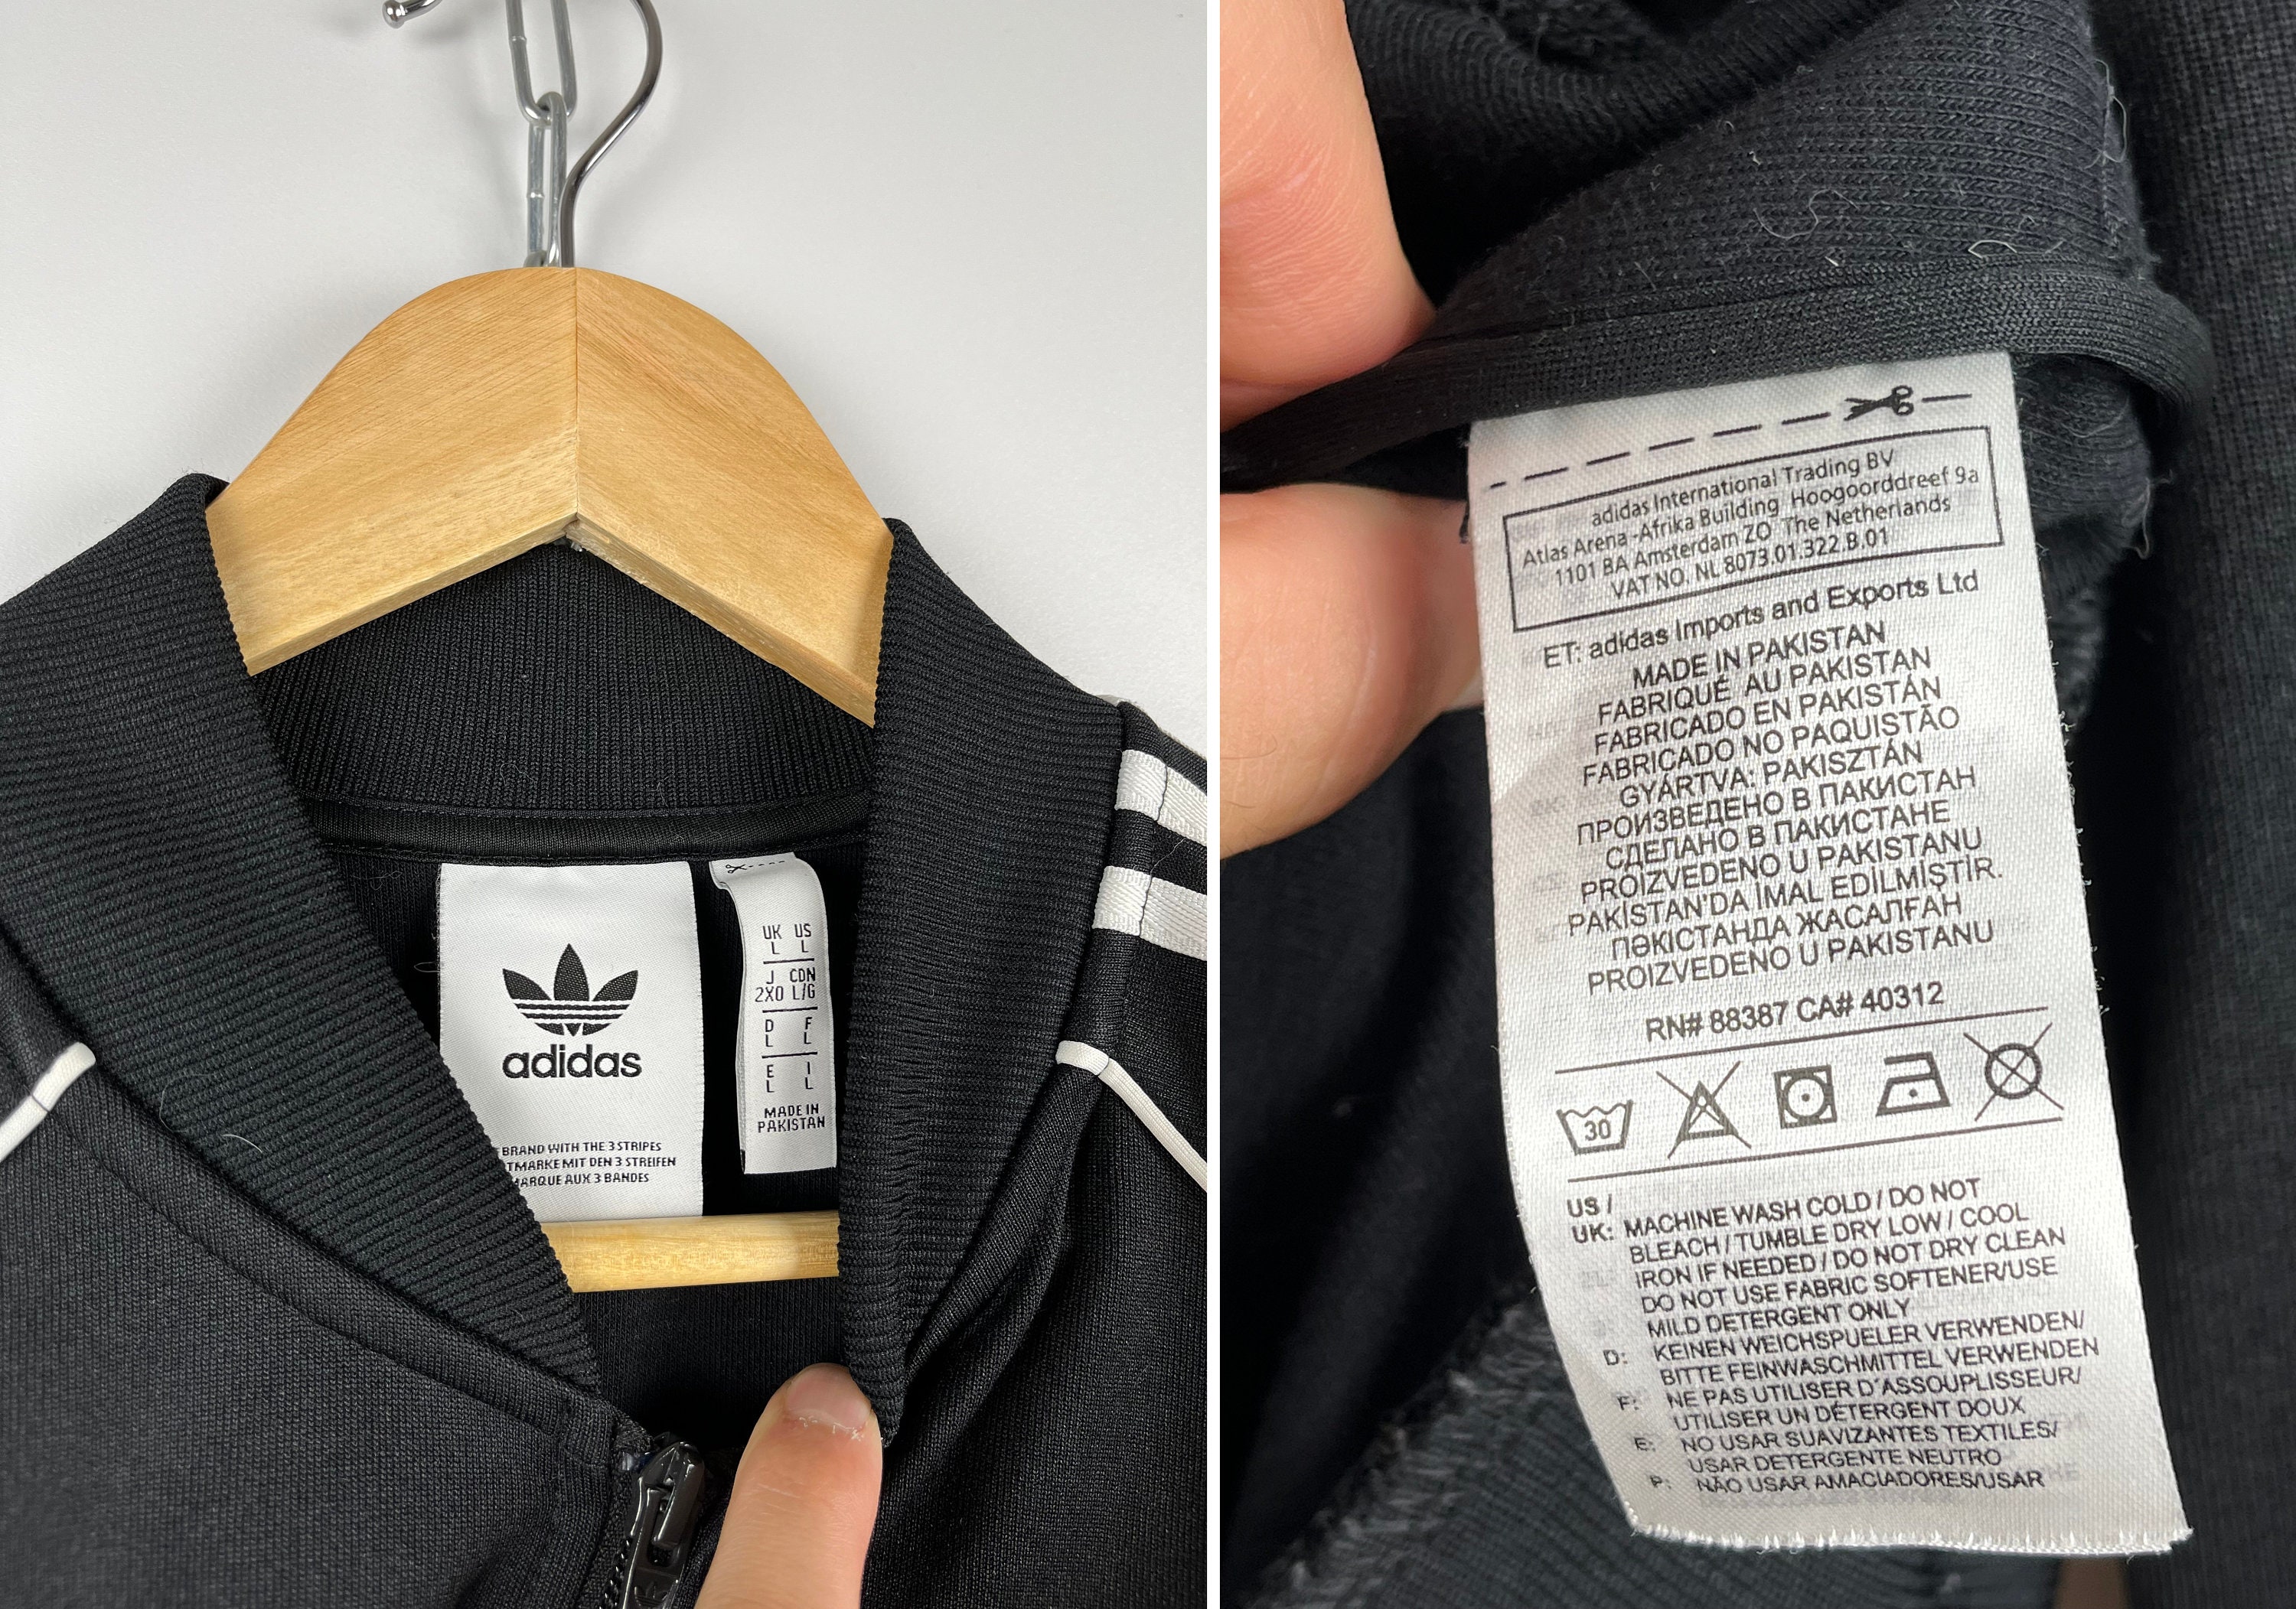 adidas
BRAND WITH THE 3 STRIPES
MARKE MIT DEN 3 STREIFEN
MARQUE AUX 3 BANDES
UK US
L L
J CDN
2XO L/G
D F
L L
E I
L L
MADE IN
PAKISTAN
adidas International Trading BV
Atlas Arena -Afrika Building Hoogoorddreef 9a
1101 BA Amsterdam ZO The Netherlands
VAT NO. NL 8073.01.322.B.01
ET: adidas Imports and Exports Ltd
MADE IN PAKISTAN
FABRIQUÉ AU PAKISTAN
FABRICADO EN PAKISTÁN
FABRICADO NO PAQUISTÃO
GYÁRTVA: PAKISZTÁN
ПРОИЗВЕДЕНО В ПАКИСТАН
СДЕЛАНО В ПАКИСТАНЕ
PROIZVEDENO U PAKISTANU
PAKİSTAN'DA İMAL EDİLMİŞTİR.
ПӘКІСТАНДА ЖАСАЛҒАН
PROIZVEDENO U PAKISTANU
RN# 88387 CA# 40312
30
US /
UK: MACHINE WASH COLD / DO NOT
BLEACH / TUMBLE DRY LOW / COOL
IRON IF NEEDED / DO NOT DRY CLEAN
DO NOT USE FABRIC SOFTENER/USE
MILD DETERGENT ONLY
D: KEINEN WEICHSPUELER VERWENDEN/
BITTE FEINWASCHMITTEL VERWENDEN
F: NE PAS UTILISER D'ASSOUPLISSEUR/
UTILISER UN DÉTERGENT DOUX
E: NO USAR SUAVIZANTES TEXTILES/
USAR DETERGENTE NEUTRO
P: NÃO USAR AMACIADORES/USAR